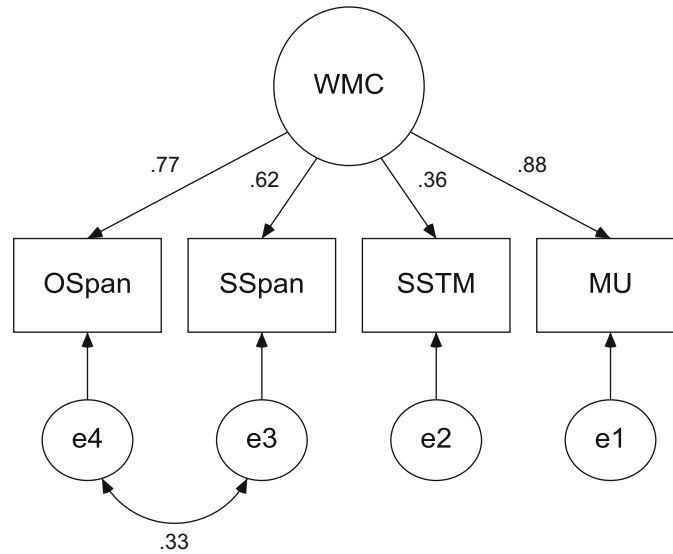 WMC
.77
.62
.36
.88
OSpan
SSpan
SSTM
MU
e4
e3
e2
e1
.33